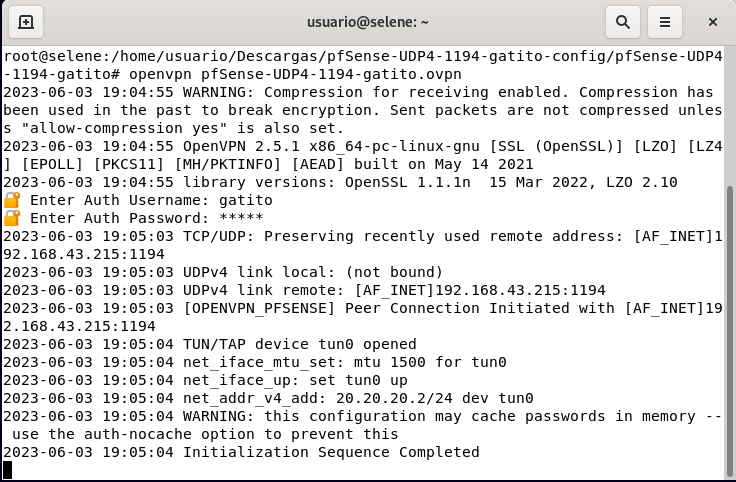 usuario@selene: ~
root@selene:/home/usuario/Descargas/pfSense-UDP4-1194-gatito-config/pfSense-UDP4
-1194-gatito# openvpn pfSense-UDP4-1194-gatito.ovpn
2023-06-03 19:04:55 WARNING: Compression for receiving enabled. Compression has
been used in the past to break encryption. Sent packets are not compressed unles
s "allow-compression yes" is also set.
2023-06-03 19:04:55 OpenVPN 2.5.1 x86_64-pc-linux-gnu [SSL (OpenSSL)] [LZO] [LZ4
] [EPOLL] [PKCS11] [MH/PKTINFO] [AEAD] built on May 14 2021
2023-06-03 19:04:55 library versions: OpenSSL 1.1.1n  15 Mar 2022, LZO 2.10
🔐 Enter Auth Username: gatito
🔐 Enter Auth Password: *****
2023-06-03 19:05:03 TCP/UDP: Preserving recently used remote address: [AF_INET]1
92.168.43.215:1194
2023-06-03 19:05:03 UDPv4 link local: (not bound)
2023-06-03 19:05:03 UDPv4 link remote: [AF_INET]192.168.43.215:1194
2023-06-03 19:05:03 [OPENVPN_PFSENSE] Peer Connection Initiated with [AF_INET]19
2.168.43.215:1194
2023-06-03 19:05:04 TUN/TAP device tun0 opened
2023-06-03 19:05:04 net_iface_mtu_set: mtu 1500 for tun0
2023-06-03 19:05:04 net_iface_up: set tun0 up
2023-06-03 19:05:04 net_addr_v4_add: 20.20.20.2/24 dev tun0
2023-06-03 19:05:04 WARNING: this configuration may cache passwords in memory --
 use the auth-nocache option to prevent this
2023-06-03 19:05:04 Initialization Sequence Completed